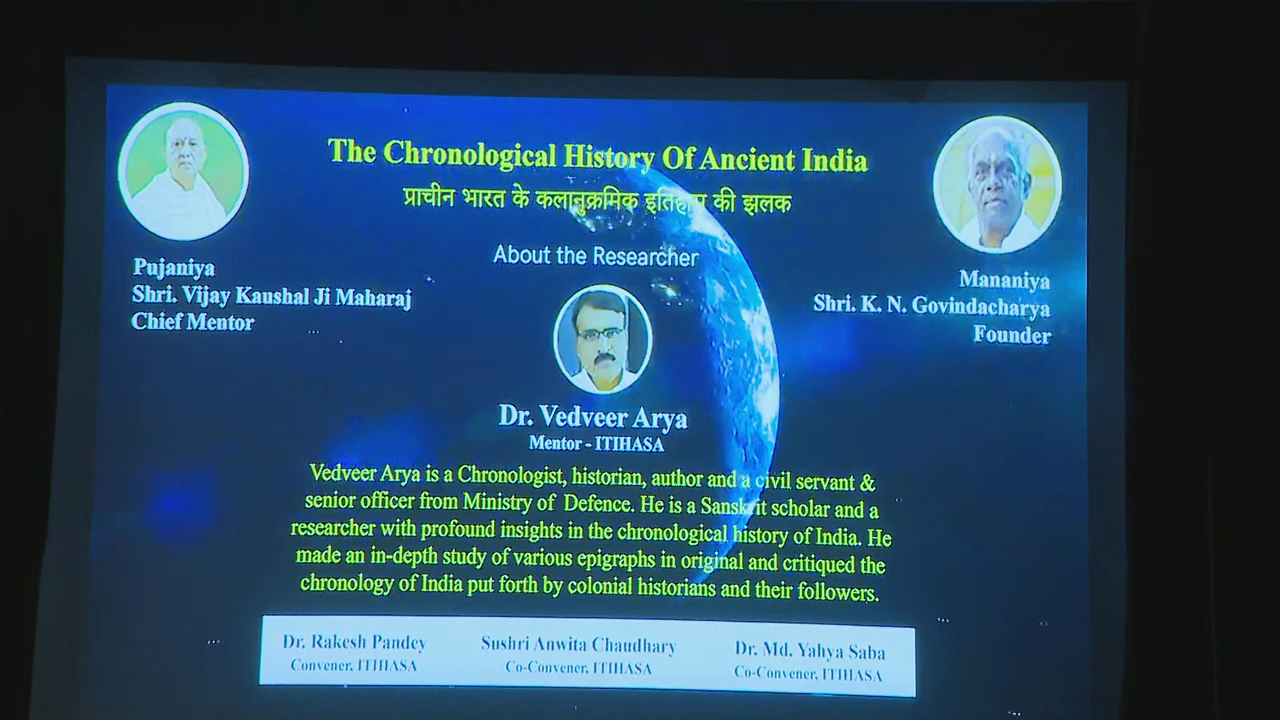 The Chronological History Of Ancient India
प्राचीन भारत के कलानुक्रमिक इतिहास की झलक
Pujaniya
Shri. Vijay Kaushal Ji Maharaj
Chief Mentor
Mananiya
Shri. K. N. Govindacharya
Founder
About the Researcher
Dr. Vedveer Arya
Mentor - ITIHASA
Vedveer Arya is a Chronologist, historian, author and a civil servant &
senior officer from Ministry of Defence. He is a Sanskrit scholar and a
researcher with profound insights in the chronological history of India. He
made an in-depth study of various epigraphs in original and critiqued the
chronology of India put forth by colonial historians and their followers.
Dr. Rakesh Pandey
Convener, ITIHASA
Sushri Anwita Chaudhary
Co-Convener, ITIHASA
Dr. Md. Yahya Saba
Co-Convener, ITIHASA